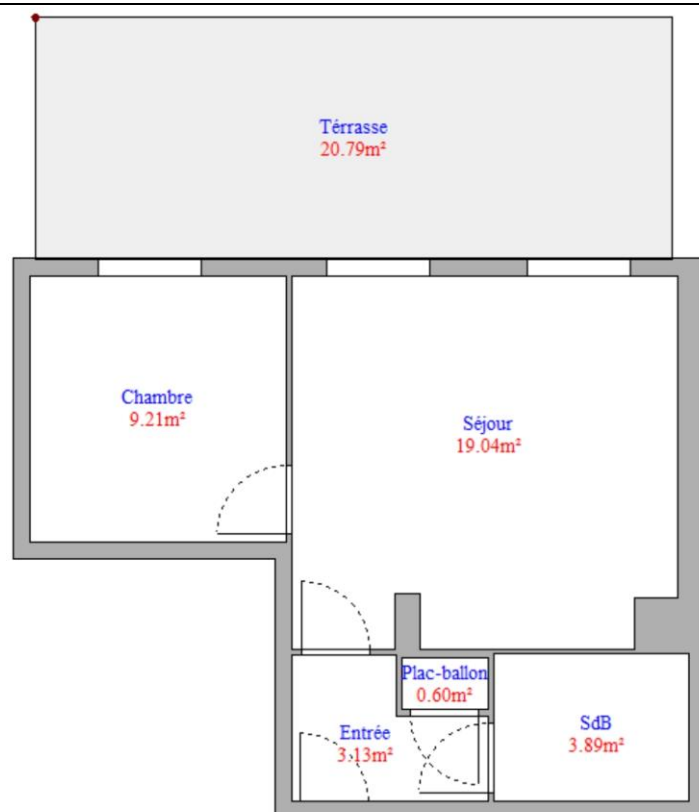 Térrasse
20.79m²
Chambre
9.21m²
Séjour
19.04m²
Plac-ballon
0.60m²
Entrée
3.13m²
SdB
3.89m²